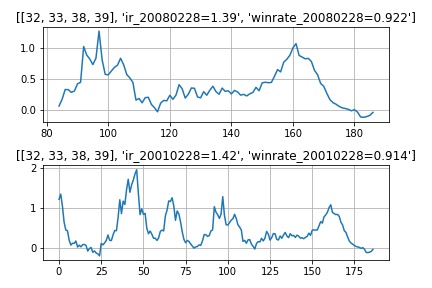 [[32, 33, 38, 39], 'ir_20080228=1.39', 'winrate_20080228=0.922']
1.0
0.5
0.0
80 100 120 140 160 180
[[32, 33, 38, 39], 'ir_20010228=1.42', 'winrate_20010228=0.914']
2
1
0
0 25 50 75 100 125 150 175